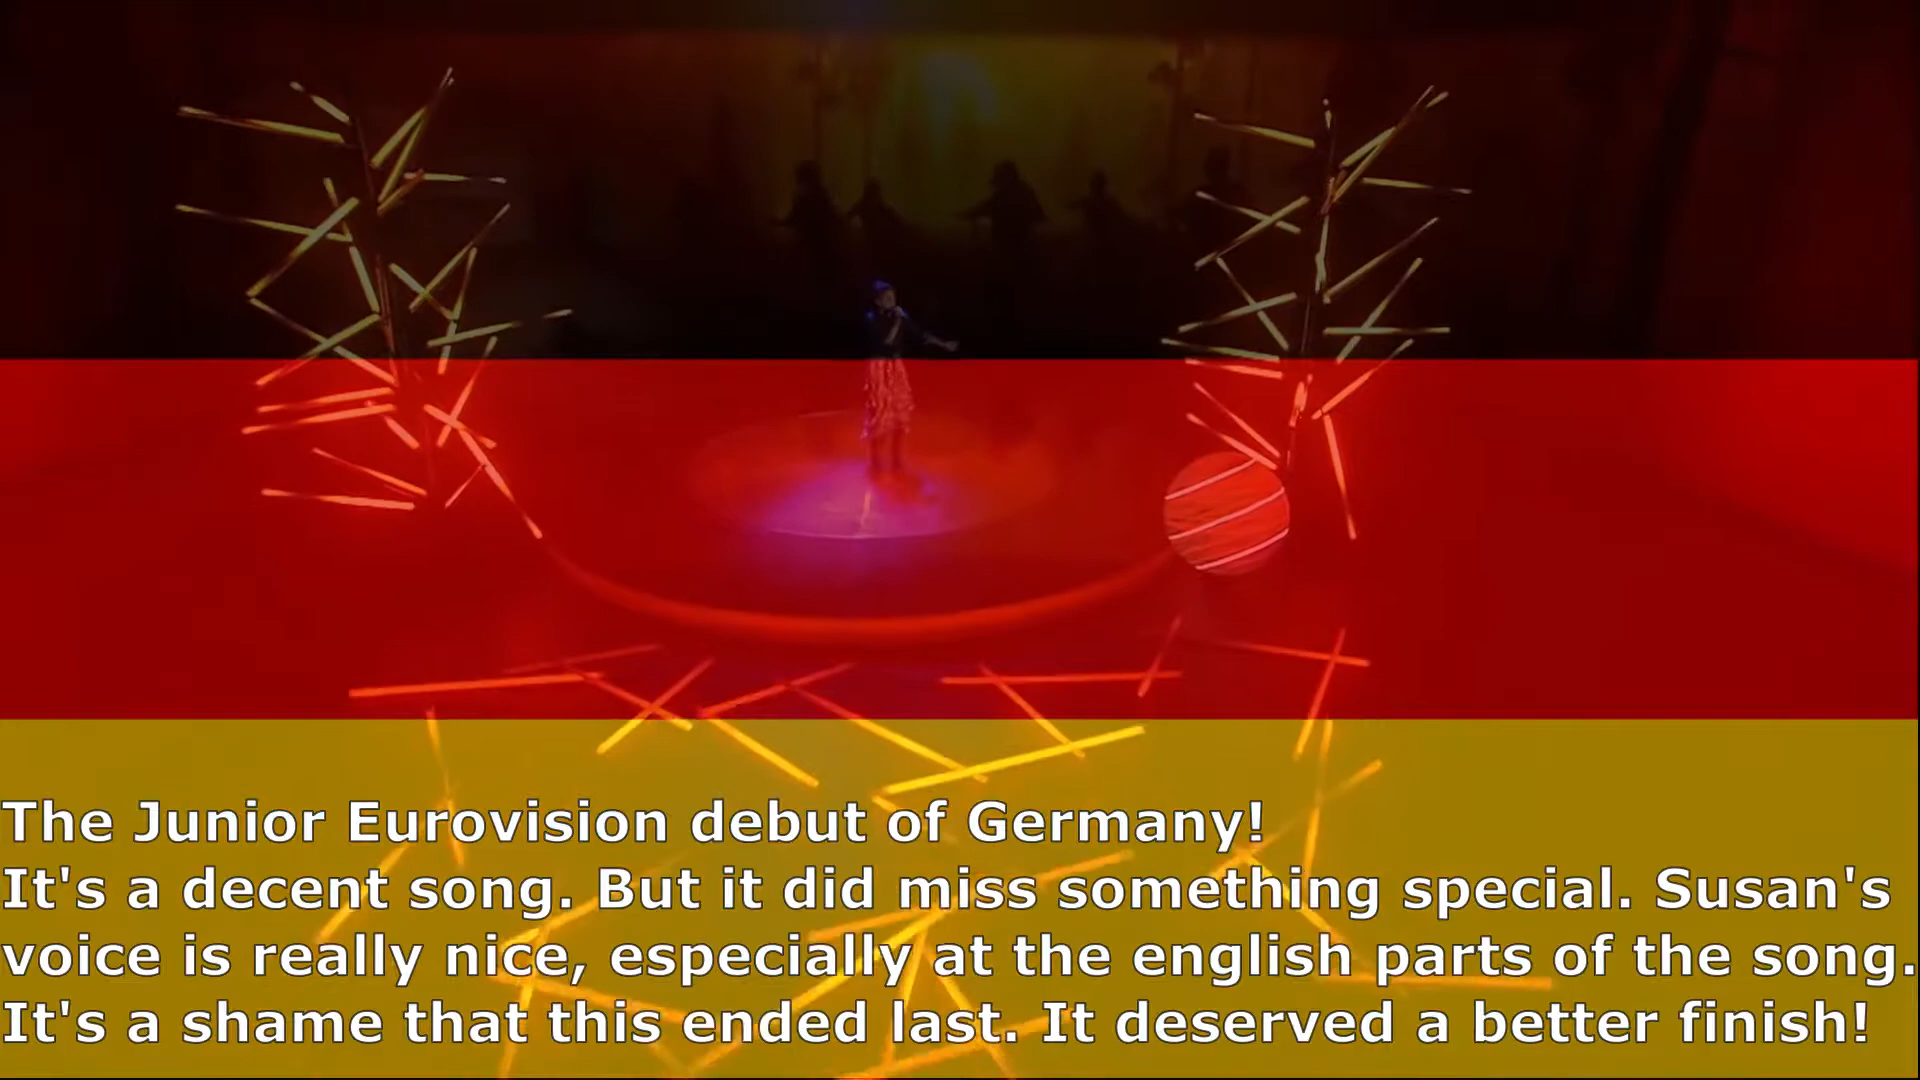 The Junior Eurovision debut of Germany!
It's a decent song. But it did miss something special. Susan's
voice is really nice, especially at the english parts of the song.
It's a shame that this ended last. It deserved a better finish!